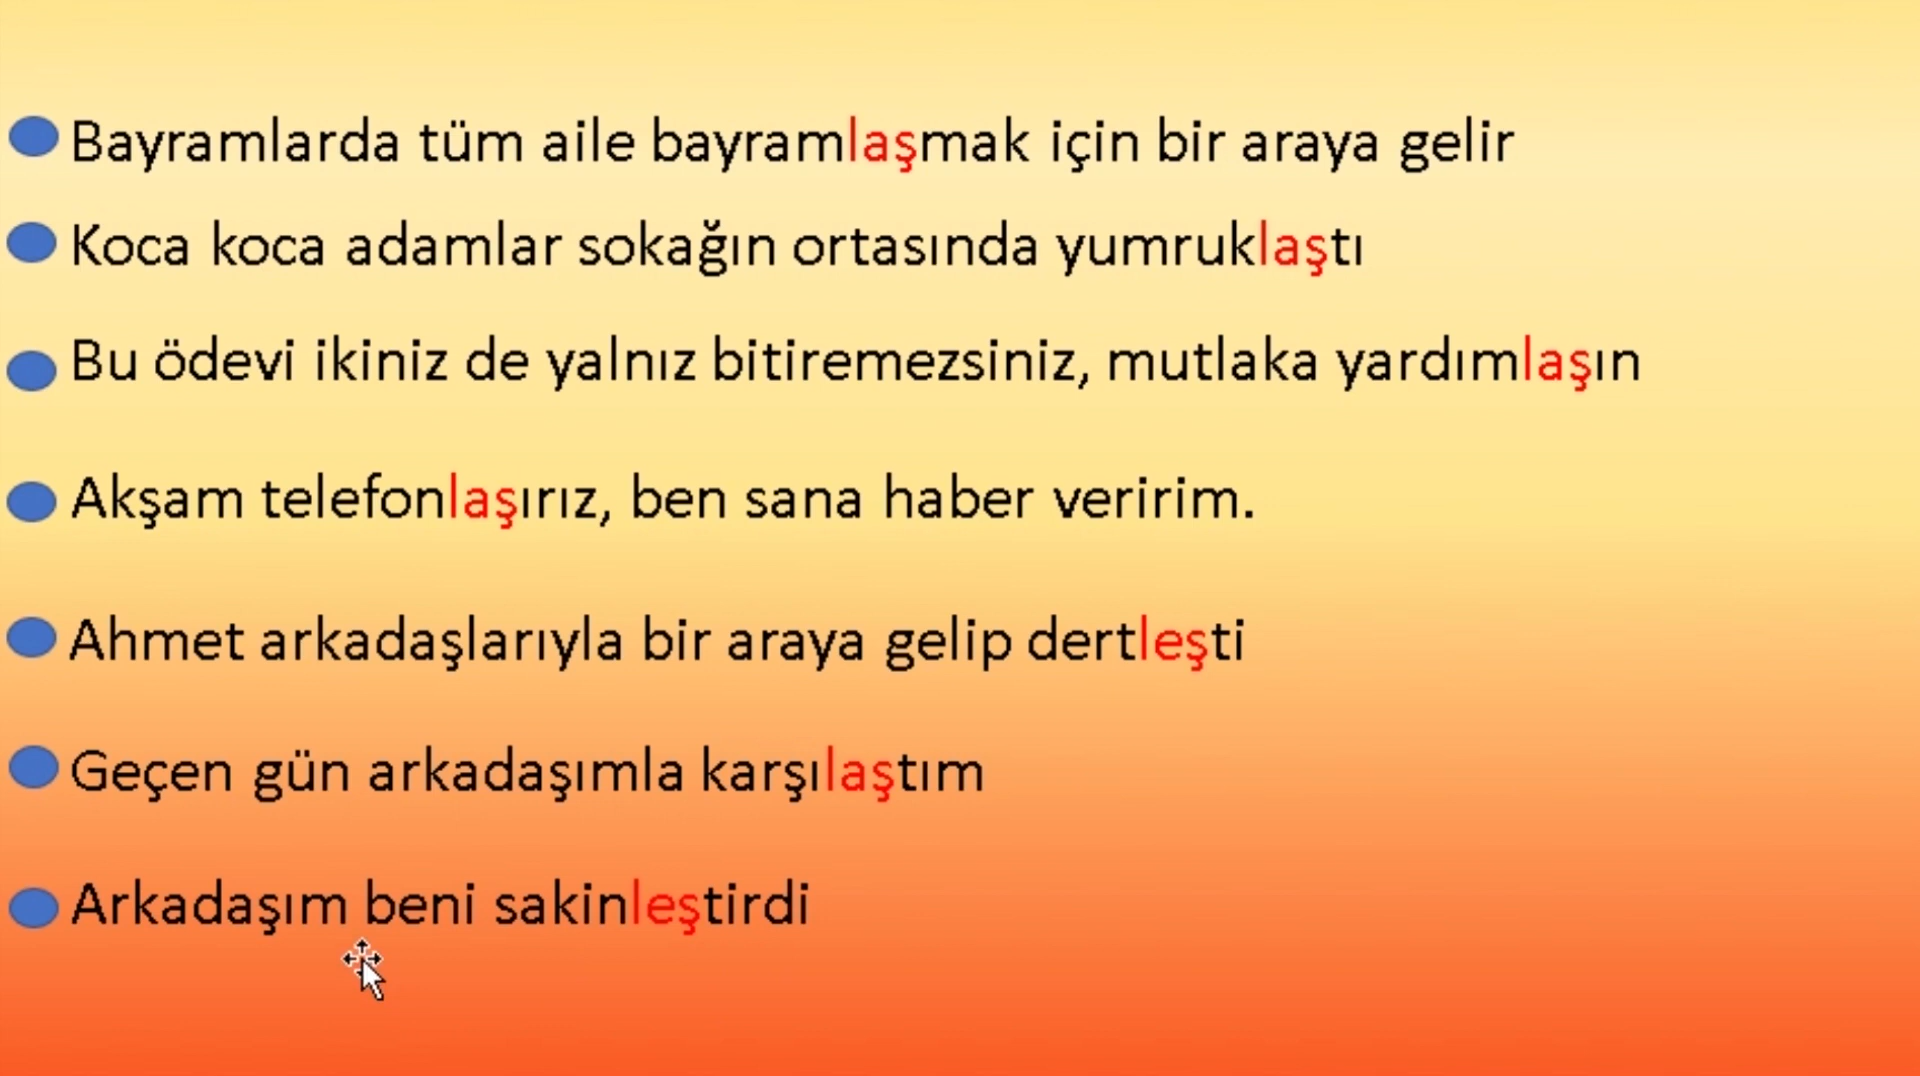 Bayramlarda tüm aile bayramlaşmak için bir araya gelir
Koca koca adamlar sokağın ortasında yumruklaştı
Bu ödevi ikiniz de yalnız bitiremezsiniz, mutlaka yardımlaşın
Akşam telefonlaşırız, ben sana haber veririm.
Ahmet arkadaşlarıyla bir araya gelip dertleşti
Geçen gün arkadaşımla karşılaştım
Arkadaşım beni sakinleştirdi